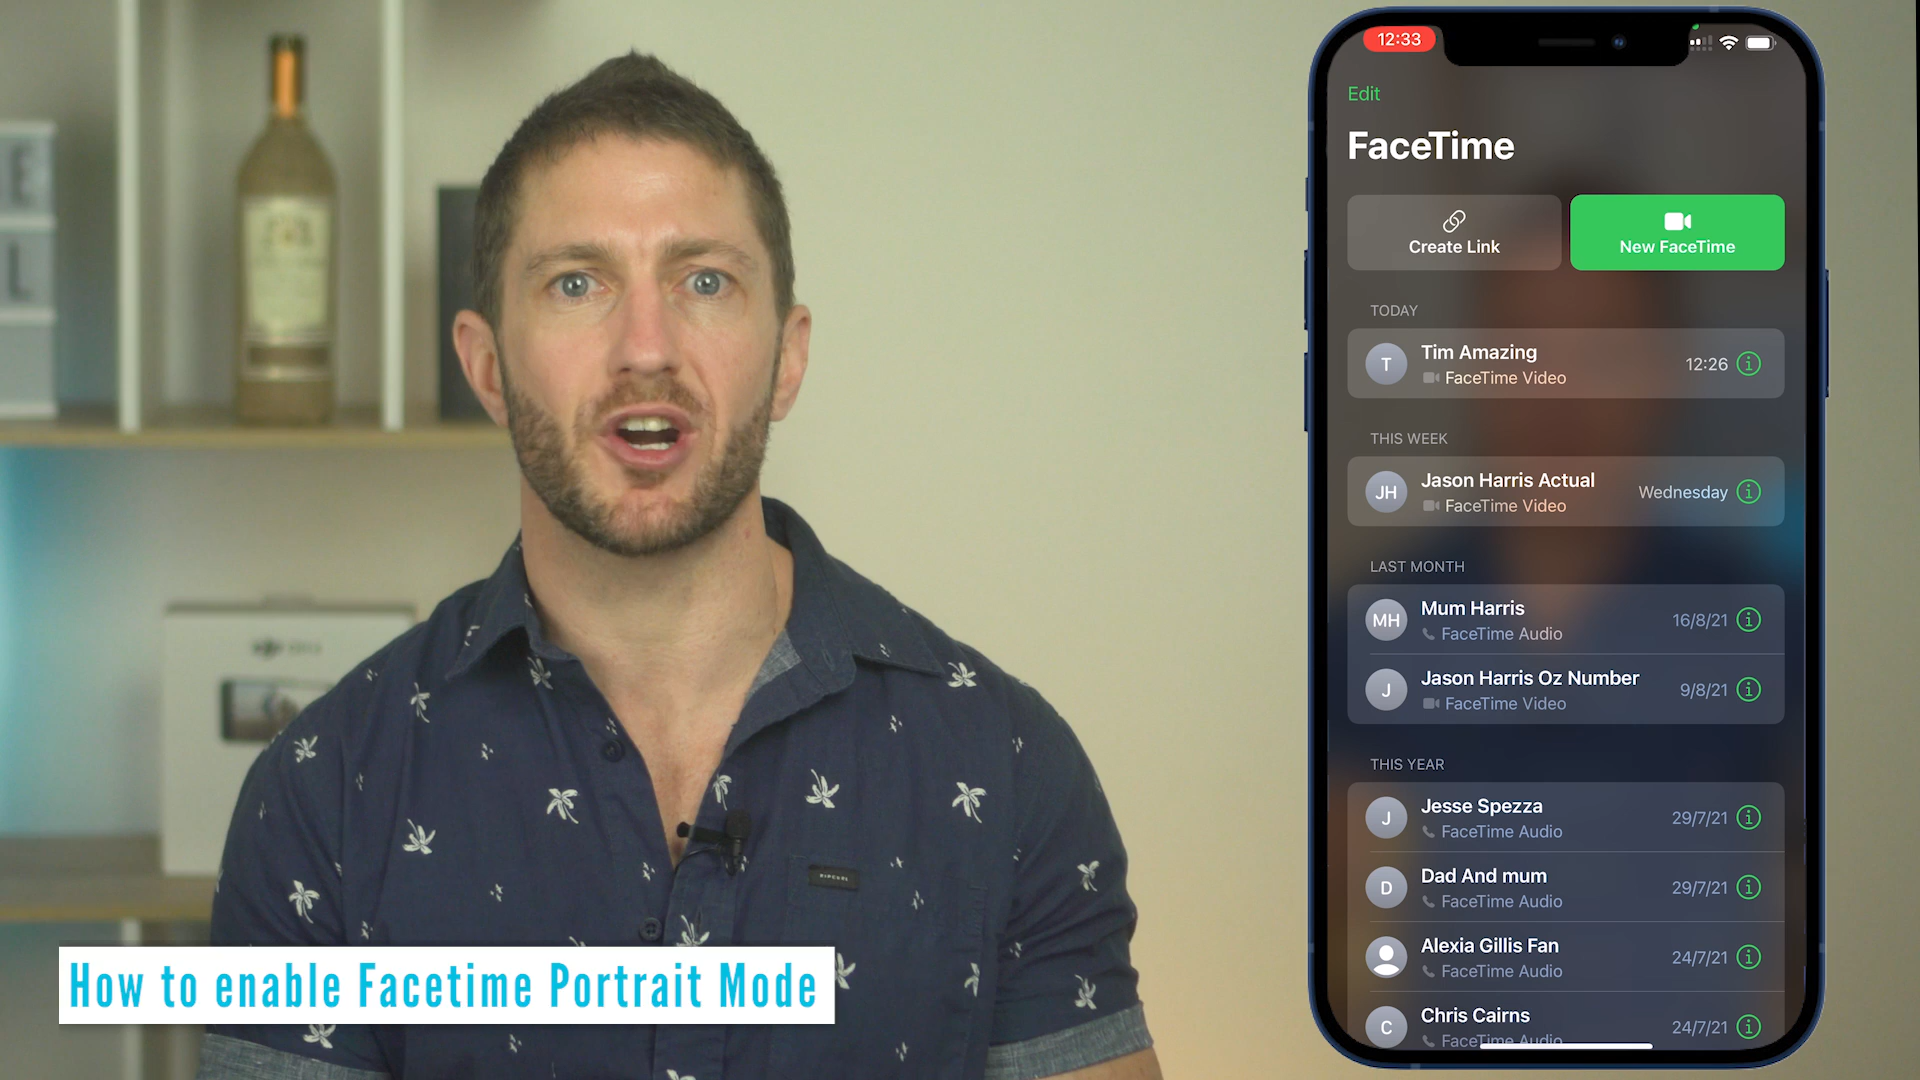 E
L
RIPCURL
How to enable Facetime Portrait Mode
12:33
Edit
FaceTime
Create Link
New FaceTime
TODAY
T
Tim Amazing
FaceTime Video
12:26
THIS WEEK
JH
Jason Harris Actual
FaceTime Video
Wednesday
LAST MONTH
MH
Mum Harris
FaceTime Audio
16/8/21
J
Jason Harris Oz Number
FaceTime Video
9/8/21
THIS YEAR
J
Jesse Spezza
FaceTime Audio
29/7/21
D
Dad And mum
FaceTime Audio
29/7/21
Alexia Gillis Fan
FaceTime Audio
24/7/21
C
Chris Cairns
FaceTime Audio
24/7/21